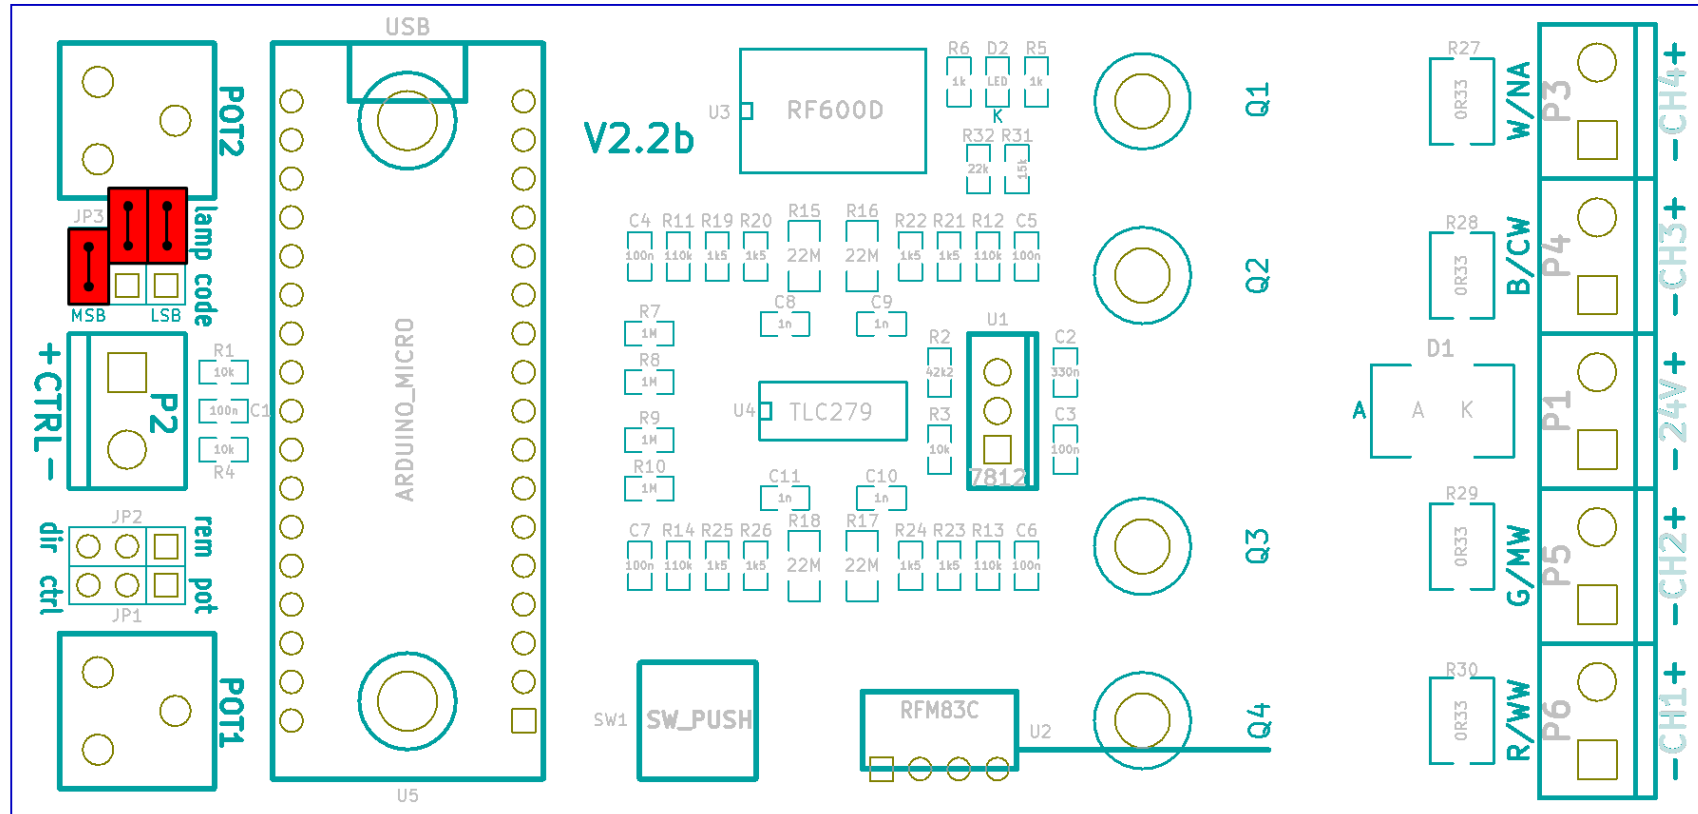 USB
POT2
JP3
lamp code
MSB LSB
+CTRL-
P2
R1
10k
100n C1
10k
R4
JP2
dir rem
ctrl pot
JP1
POT1
ARDUINO_MICRO
U5
V2.2b
U3
RF600D
R6 D2 R5
1k LED 1k
K
R32 R31
22k 15k
C4 R11 R19 R20 R15 R16 R22 R21 R12 C5
100n 110k 1k5 1k5 22M 22M 1k5 1k5 110k 100n
C8 C9
1n 1n
R7
1M
R8
1M
R9
1M
R10
1M
U4
TLC279
U1
7812
R2
42k2
R3
10k
C2
330n
C3
100n
C11 C10
1n 1n
C7 R14 R25 R26 R18 R17 R24 R23 R13 C6
100n 110k 1k5 1k5 22M 22M 1k5 1k5 110k 100n
SW1
SW_PUSH
RFM83C
U2
Q1
Q2
Q3
Q4
R27
0R33
R28
0R33
D1
A A K
R29
0R33
R30
0R33
W/NA
P3
-CH4+
B/CW
P4
-CH3+
P1
-24V+
G/MW
P5
-CH2+
R/WW
P6
-CH1+